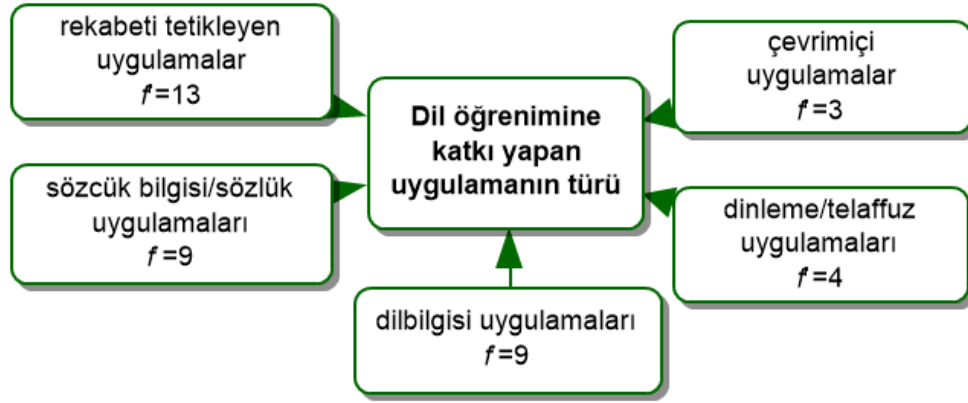 rekabeti tetikleyen
uygulamalar
f=13
sözcük bilgisi/sözlük
uygulamaları
f=9
Dil öğrenimine
katkı yapan
uygulamanın türü
çevrimiçi
uygulamalar
f=3
dinleme/telaffuz
uygulamaları
f=4
dilbilgisi uygulamaları
f=9